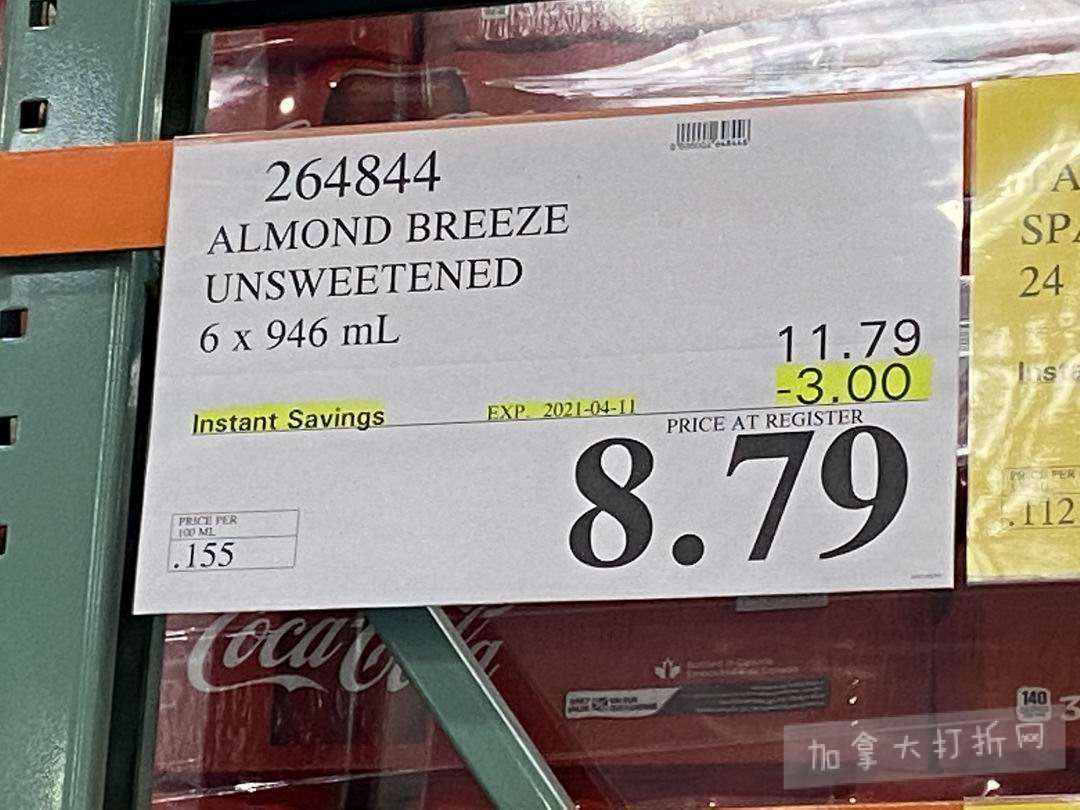 264844
ALMOND BREEZE
UNSWEETENED
6 x 946 mL
11.79
-3.00
Instant Savings
EXP. 2021-04-11
PRICE AT REGISTER
8.79
PRICE PER
100 ML
.155
SPA
24
Insta
PRICE PER
.112
Coca-Cola
140
加拿大打折网